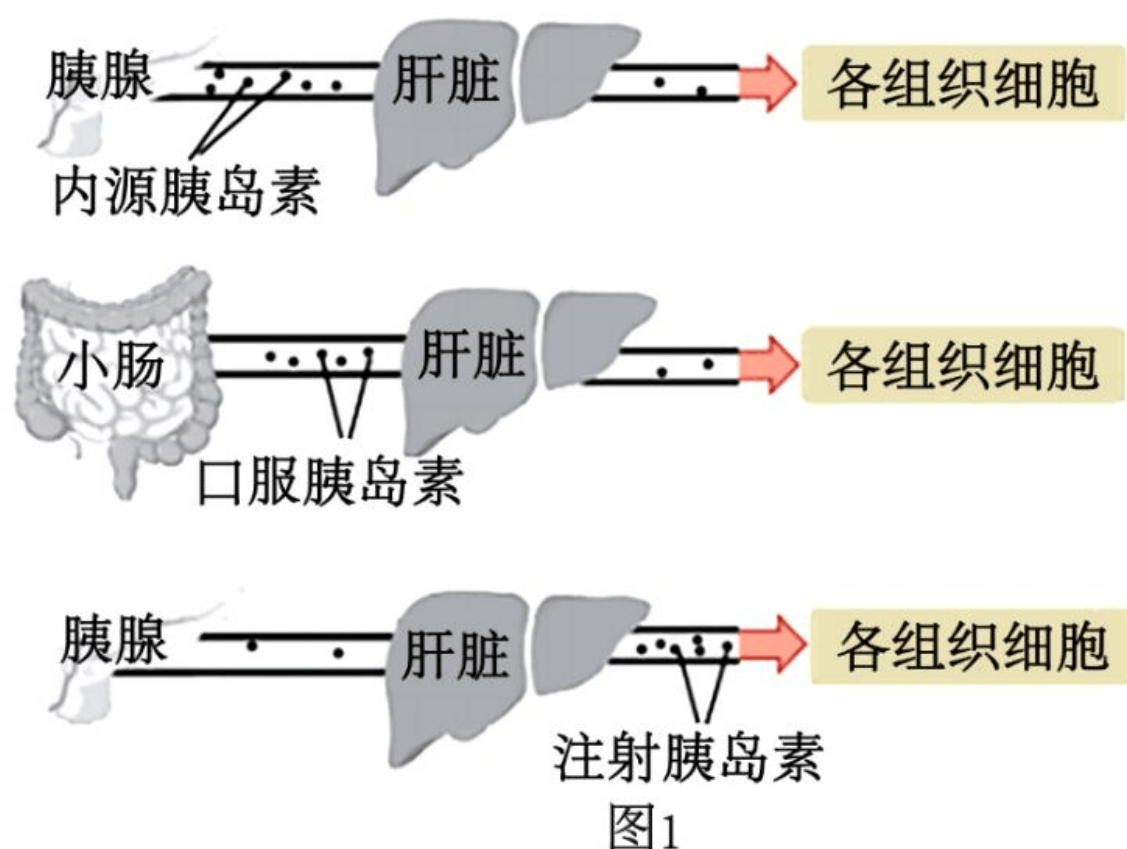 胰腺 肝脏 各组织细胞
内源胰岛素
小肠 肝脏 各组织细胞
口服胰岛素
胰腺 肝脏 各组织细胞
注射胰岛素
图1